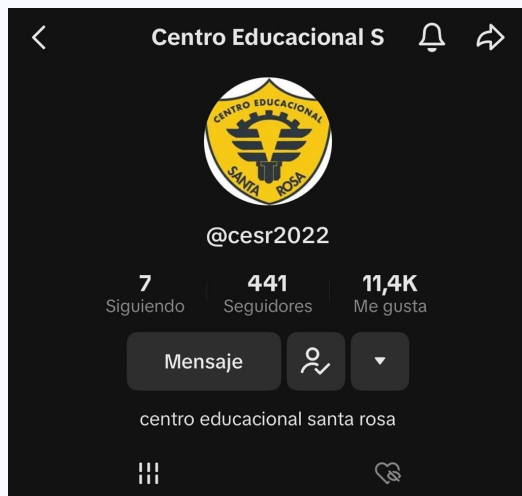 Centro Educacional S
CENTRO EDUCACIONAL
SANTA ROSA
@cesr2022
7 441 11,4K
Siguiendo Seguidores Me gusta
Mensaje
centro educacional santa rosa